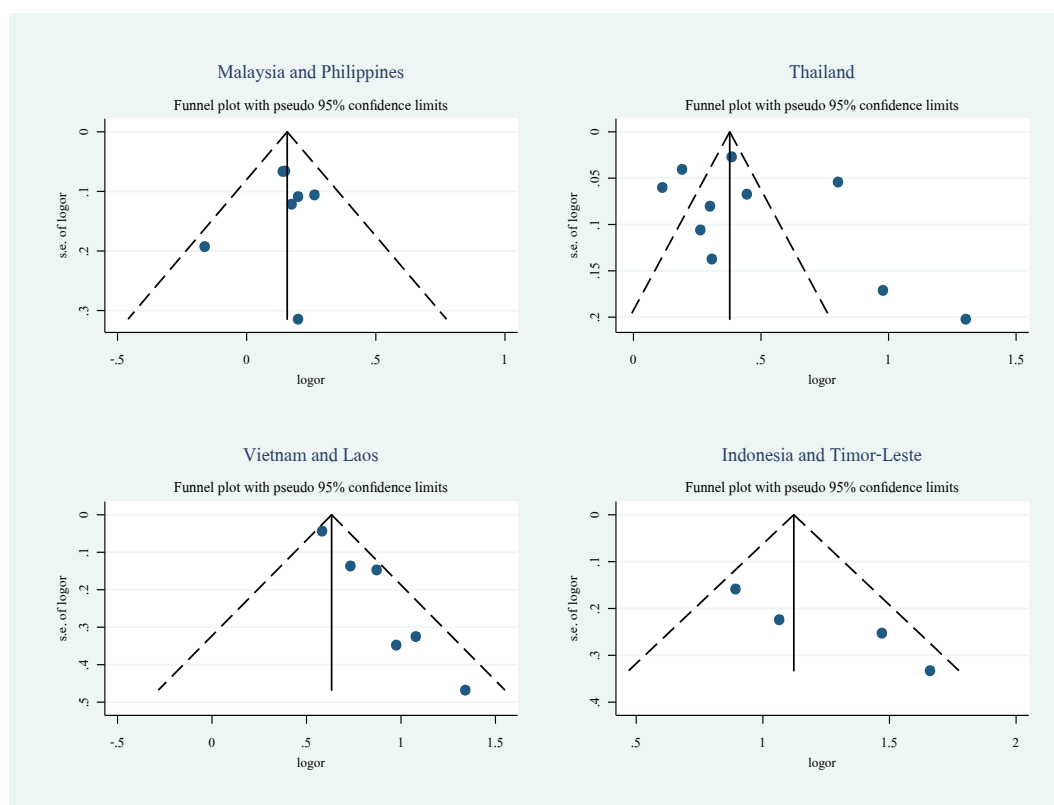 Malaysia and Philippines
Funnel plot with pseudo 95% confidence limits
s.e. of logor
0
.1
.2
.3
-.5
0
.5
1
logor
Thailand
Funnel plot with pseudo 95% confidence limits
s.e. of logor
0
.05
.1
.15
.2
0
.5
1
1.5
logor
Vietnam and Laos
Funnel plot with pseudo 95% confidence limits
s.e. of logor
0
.1
.2
.3
.4
.5
-.5
0
.5
1
1.5
logor
Indonesia and Timor-Leste
Funnel plot with pseudo 95% confidence limits
s.e. of logor
0
.1
.2
.3
.4
.5
1
1.5
2
logor